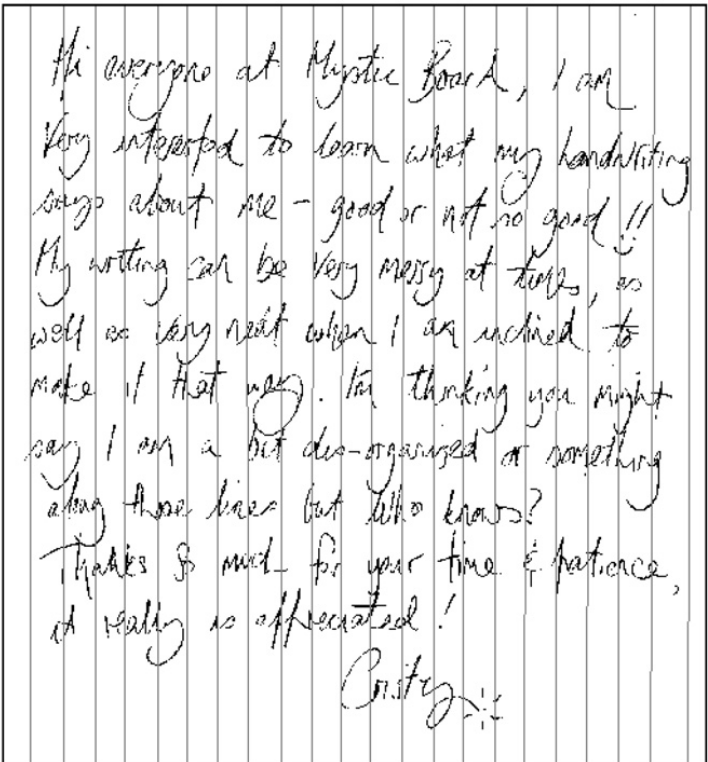 Hi everyone at Mystic Board, I am
Very interested to learn what my handwriting
says about me - good or not so good!!
My writing can be Very messy at times, as
well as very neat when I am inclined to
make it that way. I'm thinking you might
say I am a bit dis-organized or something
along those lines but Who knows?
Thanks So much for your time & patience,
it really is appreciated!
Cristy